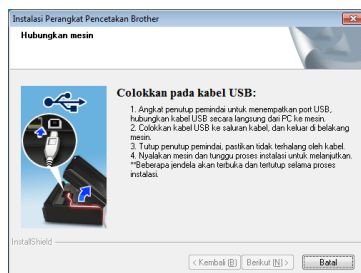 Instalasi Perangkat Pencetakan Brother
Hubungkan mesin
Colokkan pada kabel USB:
1. Angkat penutup pemindai untuk menempatkan port USB,
hubungkan kabel USB secara langsung dari PC ke mesin.
2. Colokkan kabel USB ke saluran kabel, dan keluar di belakang
mesin.
3. Tutup penutup pemindai, pastikan tidak terhalang oleh kabel.
4. Nyalakan mesin dan tunggu proses instalasi untuk melanjutkan.
**Beberapa jendela akan terbuka dan tertutup selama proses
instalasi.
InstallShield
< Kembali (B)
Berikut (N) >
Batal